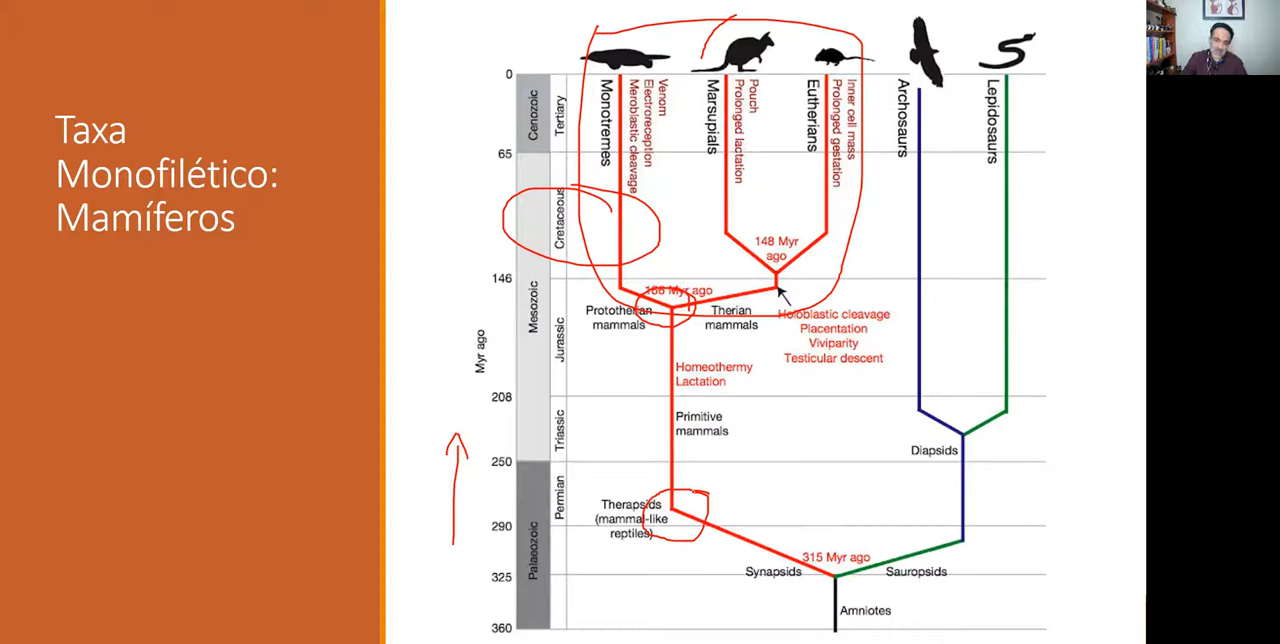 Taxa
Monofilético:
Mamíferos
Myr ago
0
65
146
208
250
290
325
360
Cenozoic
Mesozoic
Palaeozoic
Tertiary
Cretaceous
Jurassic
Triassic
Permian
Monotremes
Venom
Electroreception
Meroblastic cleavage
Marsupials
Pouch
Prolonged lactation
Eutherians
Inner cell mass
Prolonged gestation
Archosaurs
Lepidosaurs
148 Myr
ago
166 Myr ago
Prototherian
mammals
Therian
mammals
Holoblastic cleavage
Placentation
Viviparity
Testicular descent
Homeothermy
Lactation
Primitive
mammals
Diapsids
Therapsids
(mammal-like
reptiles)
315 Myr ago
Synapsids
Sauropsids
Amniotes